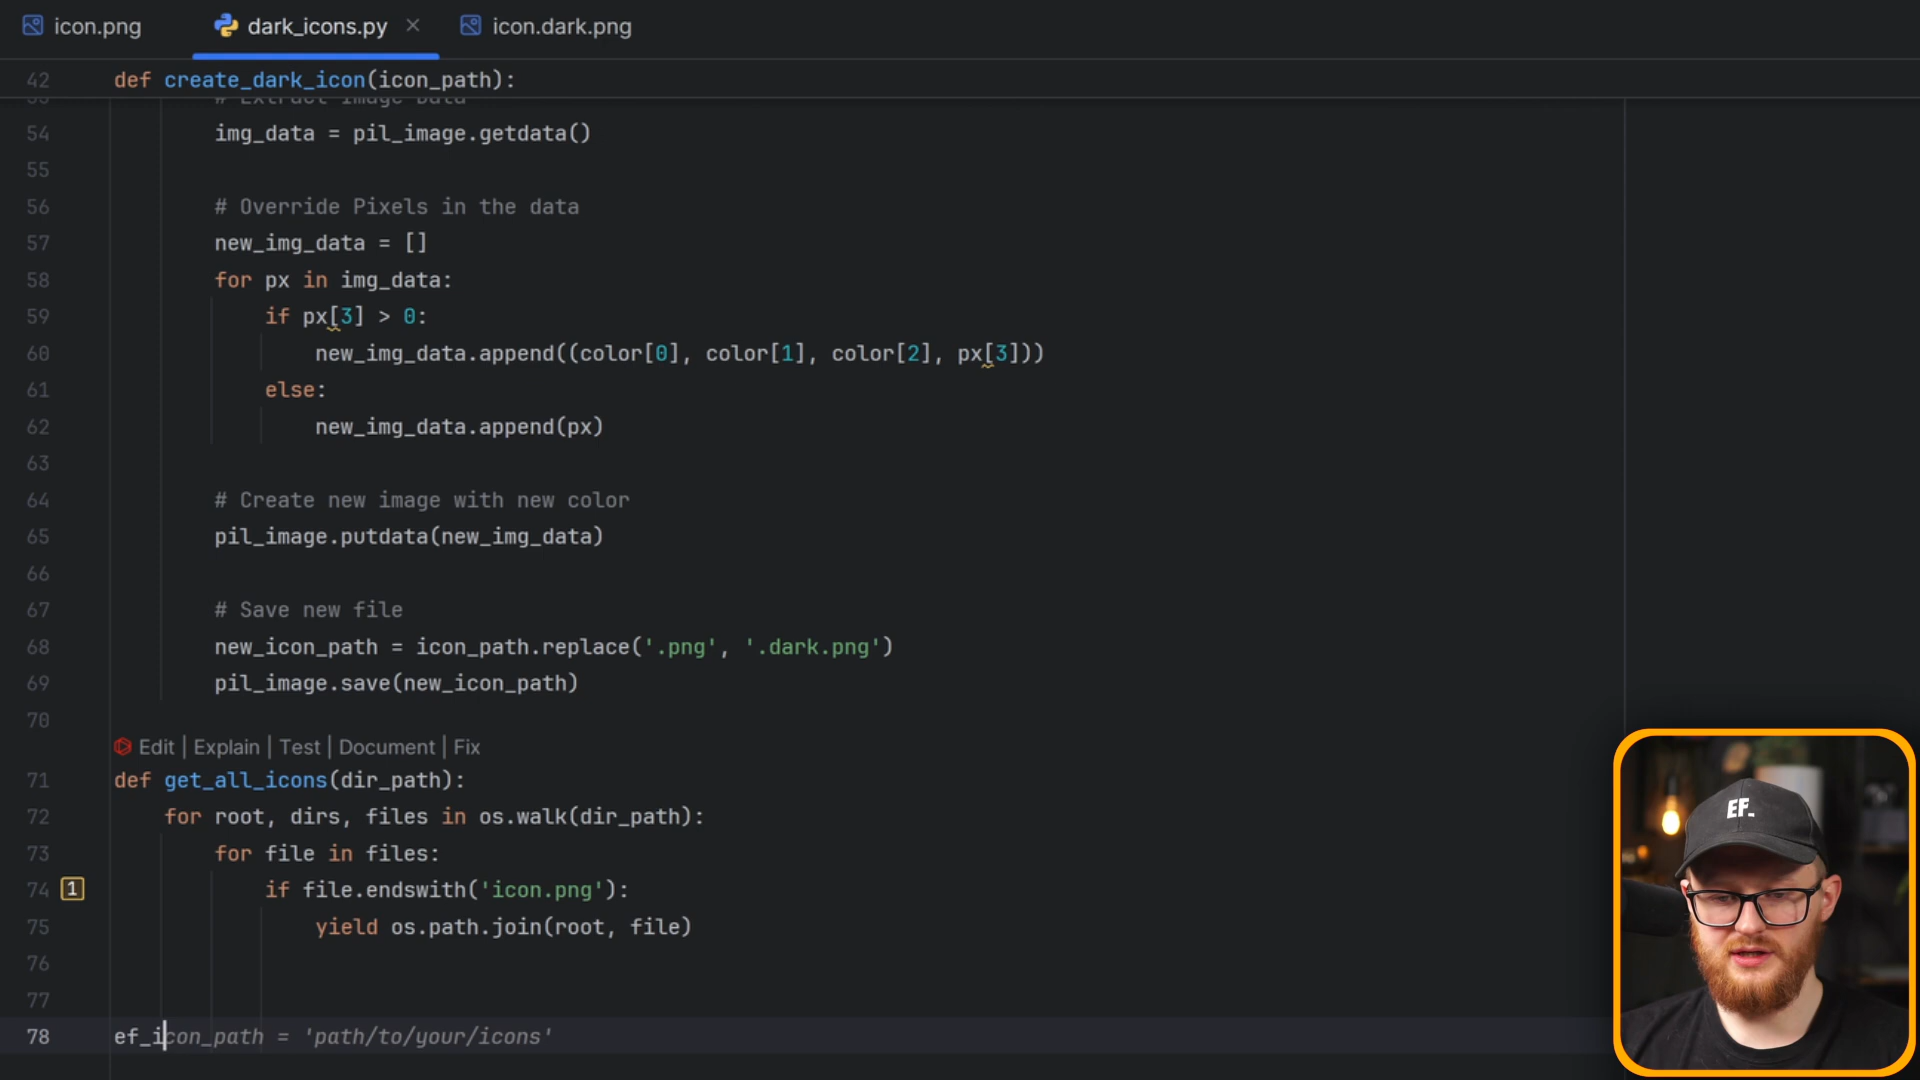 icon.png dark_icons.py icon.dark.png
42 def create_dark_icon(icon_path):
53 # Extract Image Data
54 img_data = pil_image.getdata()
55
56 # Override Pixels in the data
57 new_img_data = []
58 for px in img_data:
59 if px[3] > 0:
60 new_img_data.append((color[0], color[1], color[2], px[3]))
61 else:
62 new_img_data.append(px)
63
64 # Create new image with new color
65 pil_image.putdata(new_img_data)
66
67 # Save new file
68 new_icon_path = icon_path.replace('.png', '.dark.png')
69 pil_image.save(new_icon_path)
70
Edit | Explain | Test | Document | Fix
71 def get_all_icons(dir_path):
72 for root, dirs, files in os.walk(dir_path):
73 for file in files:
74 1 if file.endswith('icon.png'):
75 yield os.path.join(root, file)
76
77
78 ef_icon_path = 'path/to/your/icons'
EF.